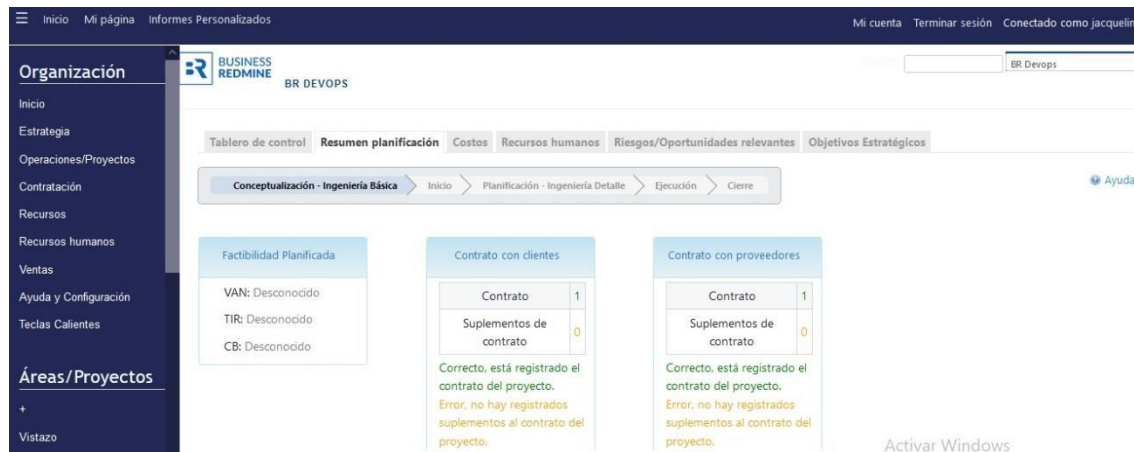 ☰ Inicio Mi página Informes Personalizados
Mi cuenta Terminar sesión Conectado como jacquelin
Organización
Inicio
Estrategia
Operaciones/Proyectos
Contratación
Recursos
Recursos humanos
Ventas
Ayuda y Configuración
Teclas Calientes
Áreas/Proyectos
+
Vistazo
BUSINESS
REDMINE
BR DEVOPS
BR Devops
Tablero de control Resumen planificación Costos Recursos humanos Riesgos/Oportunidades relevantes Objetivos Estratégicos
Conceptualización - Ingeniería Básica Inicio Planificación - Ingeniería Detalle Ejecución Cierre
Ayuda
Factibilidad Planificada
VAN: Desconocido
TIR: Desconocido
CB: Desconocido
Contrato con clientes
Contrato 1
Suplementos de
contrato 0
Correcto, está registrado el
contrato del proyecto.
Error, no hay registrados
suplementos al contrato del
proyecto.
Contrato con proveedores
Contrato 1
Suplementos de
contrato 0
Correcto, está registrado el
contrato del proyecto.
Error, no hay registrados
suplementos al contrato del
proyecto.
Activar Windows